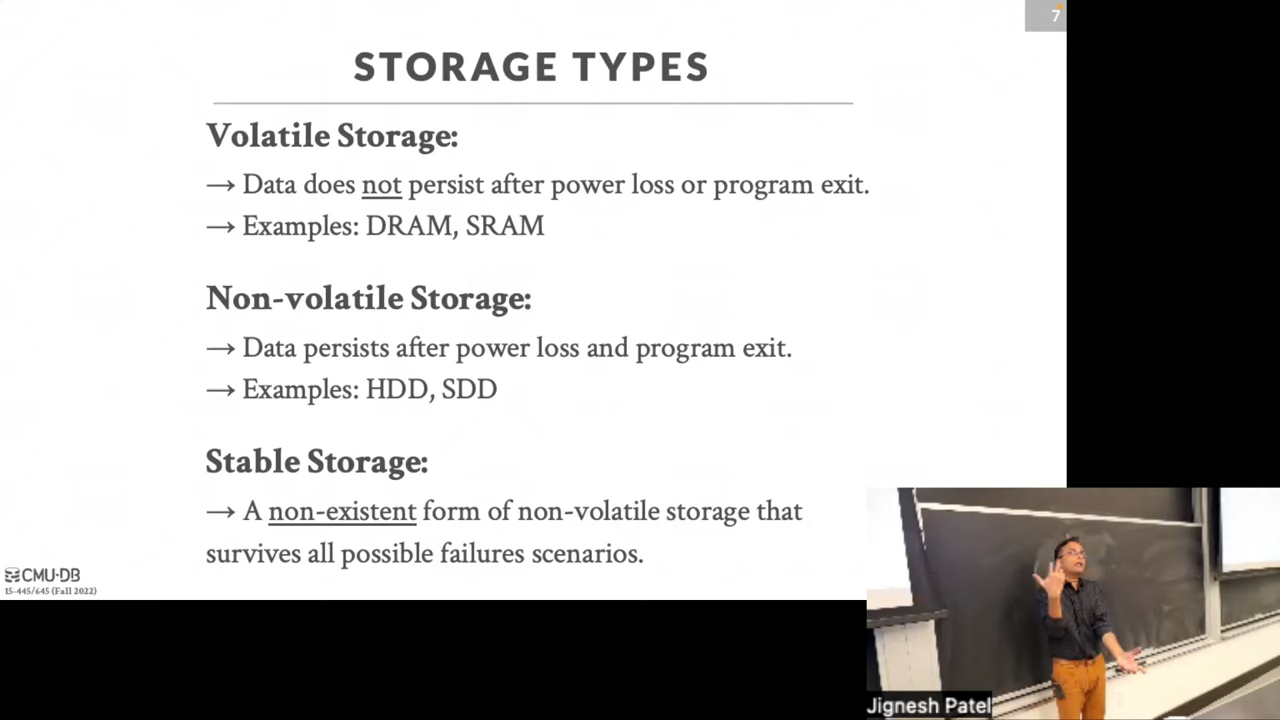 7
STORAGE TYPES
Volatile Storage:
→ Data does not persist after power loss or program exit.
→ Examples: DRAM, SRAM
Non-volatile Storage:
→ Data persists after power loss and program exit.
→ Examples: HDD, SDD
Stable Storage:
→ A non-existent form of non-volatile storage that
survives all possible failures scenarios.
CMU·DB
15-445/645 (Fall 2022)
Jignesh Patel